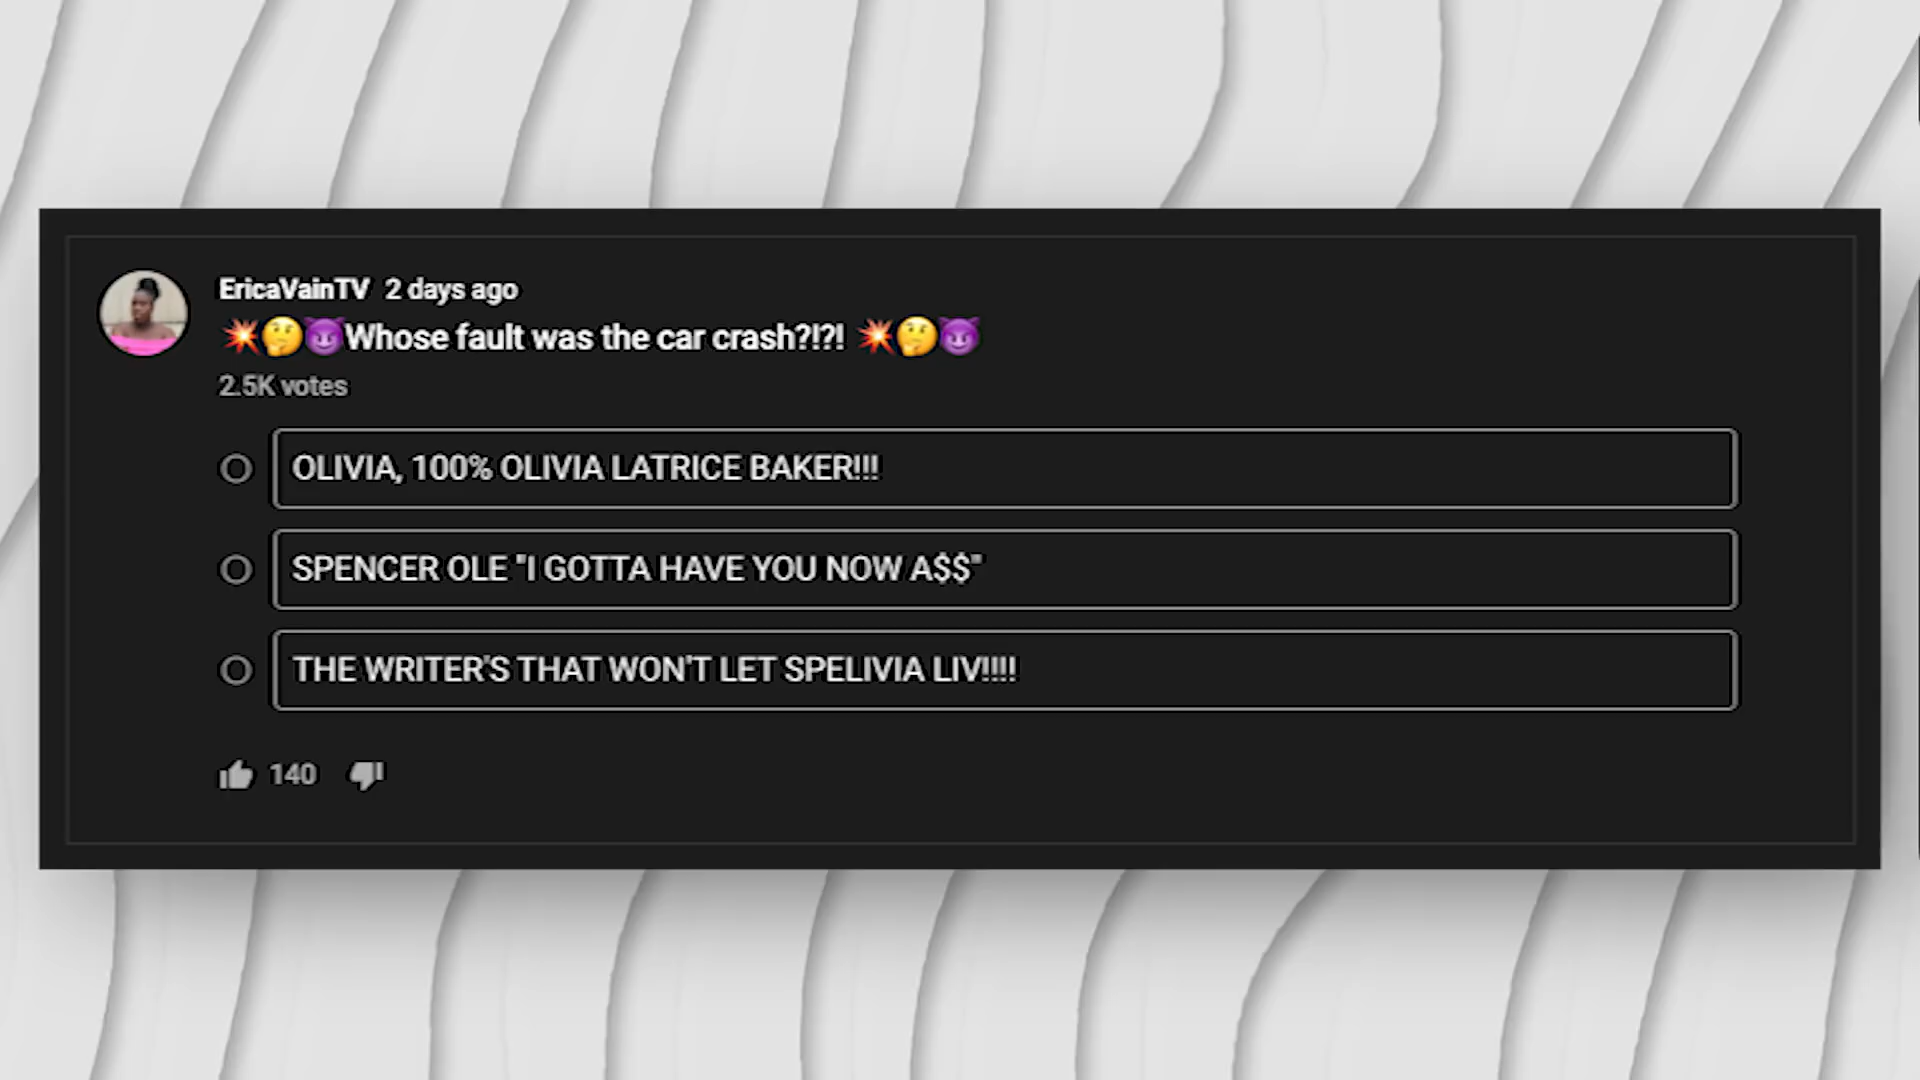 EricaVainTV 2 days ago
💥🤔😈Whose fault was the car crash?!?! 💥🤔😈
2.5K votes
OLIVIA, 100% OLIVIA LATRICE BAKER!!!
SPENCER OLE "I GOTTA HAVE YOU NOW A$$"
THE WRITER'S THAT WON'T LET SPELIVIA LIV!!!!
140